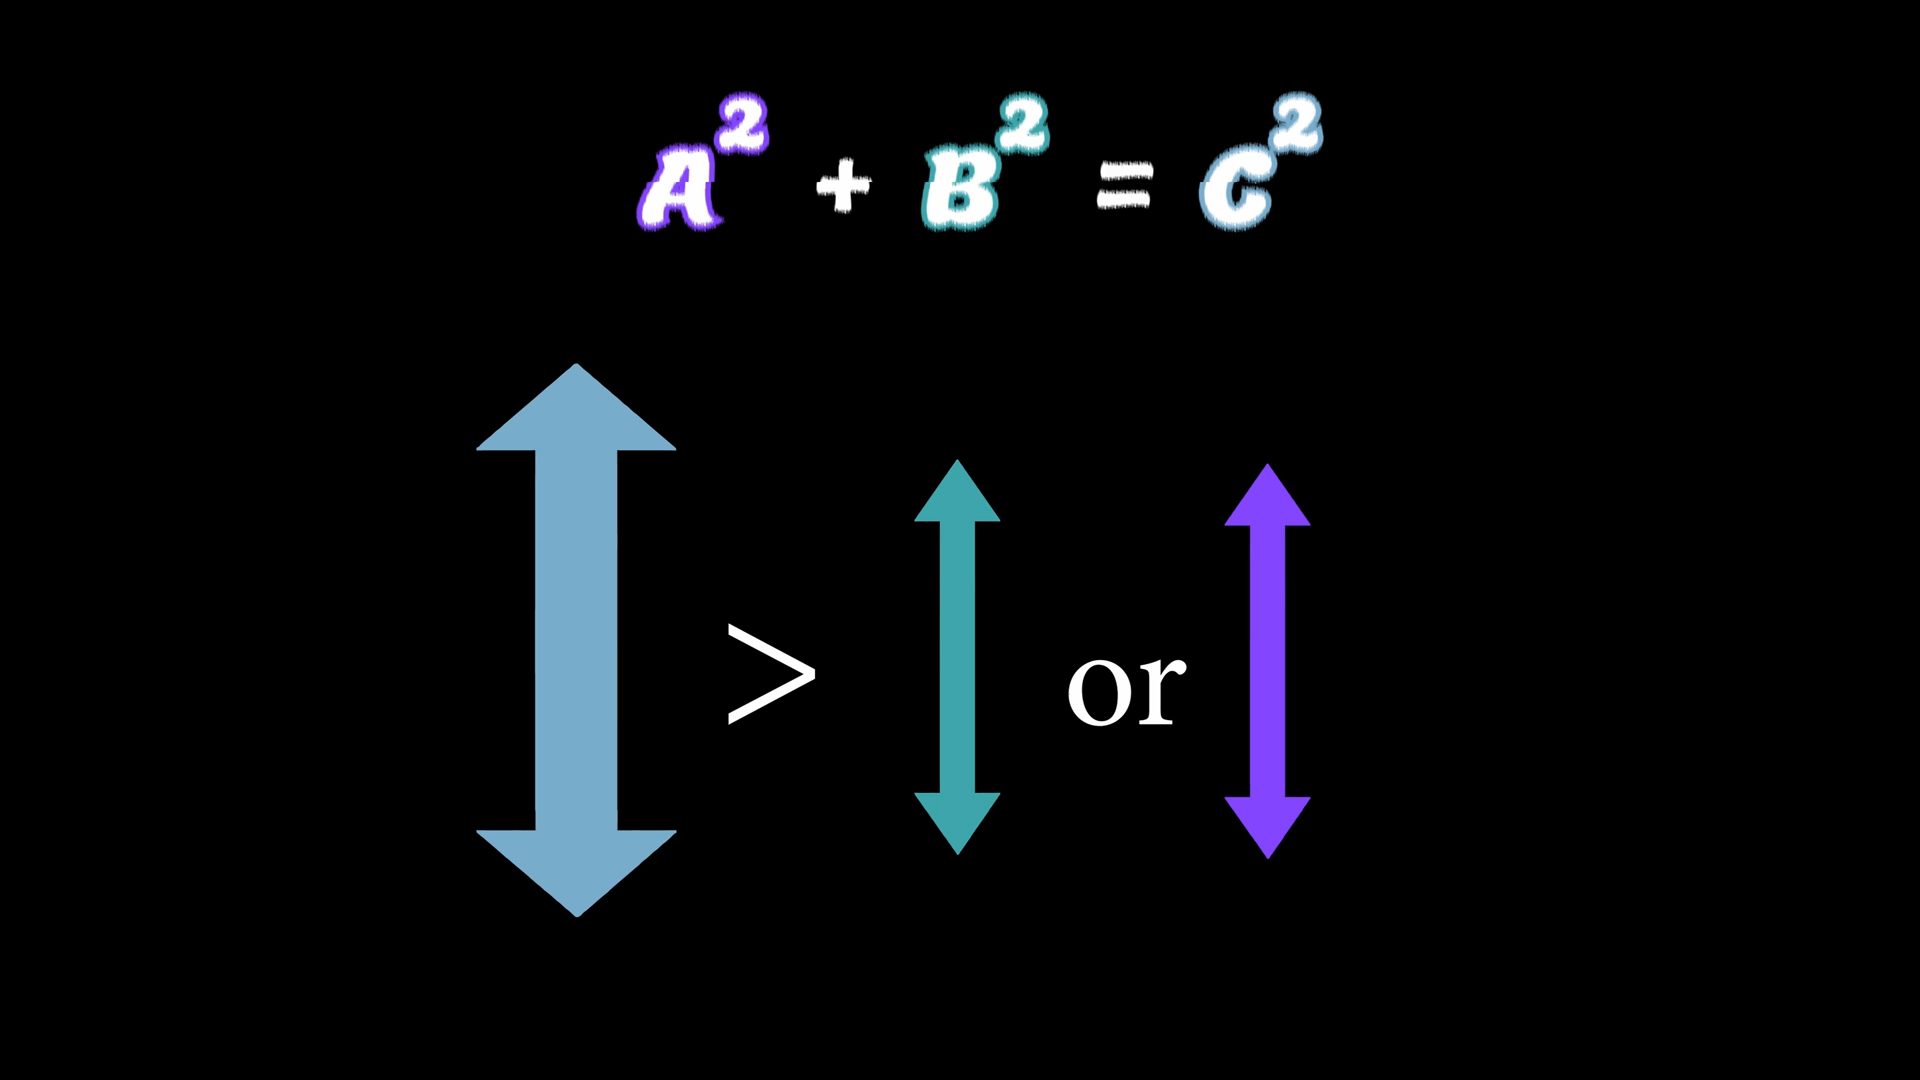 A² + B² = C²
> or